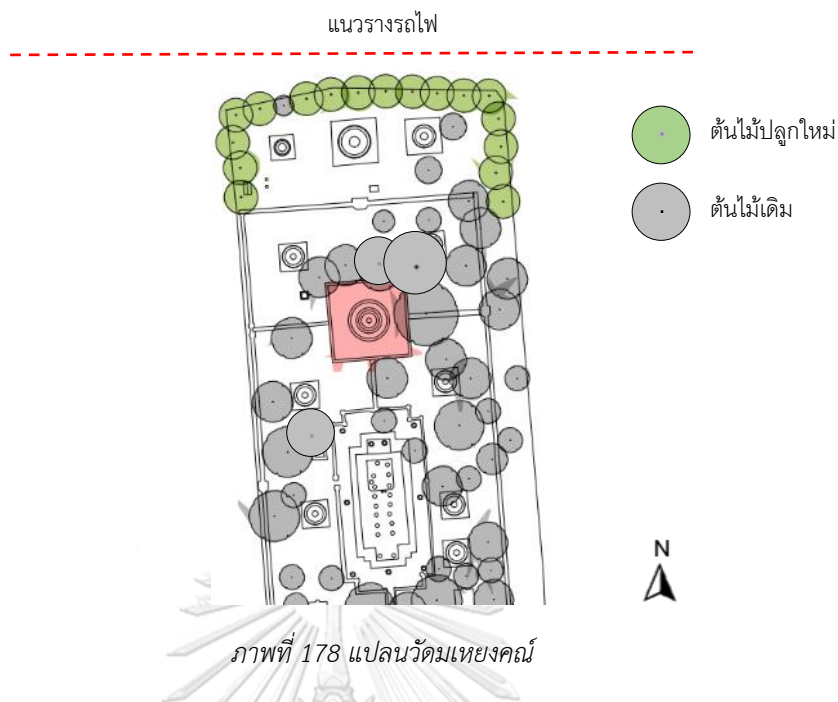 แนวรางรถไฟ
ต้นไม้ปลูกใหม่
ต้นไม้เดิม
N
ภาพที่ 178 แปลนวัดมเหยงคณ์